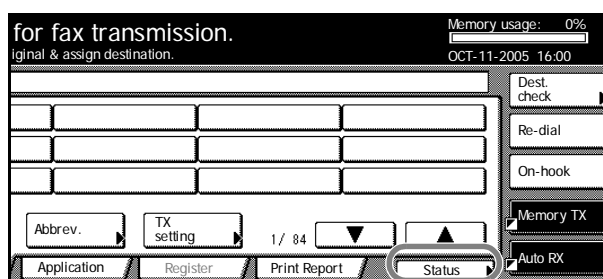 for fax transmission.
Memory usage: 0%
iginal & assign destination.
OCT-11-2005 16:00
Dest.
check
Re-dial
On-hook
Abbrev.
TX
setting
1/ 84
Memory TX
Application
Register
Print Report
Status
Auto RX